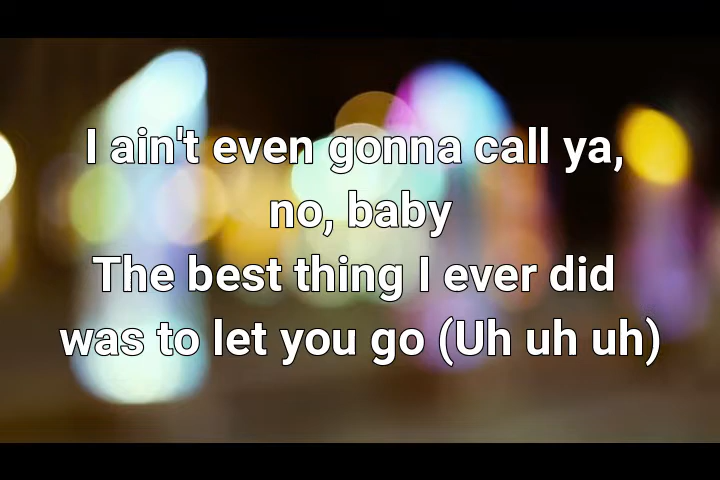 I ain't even gonna call ya,
no, baby
The best thing I ever did
was to let you go (Uh uh uh)